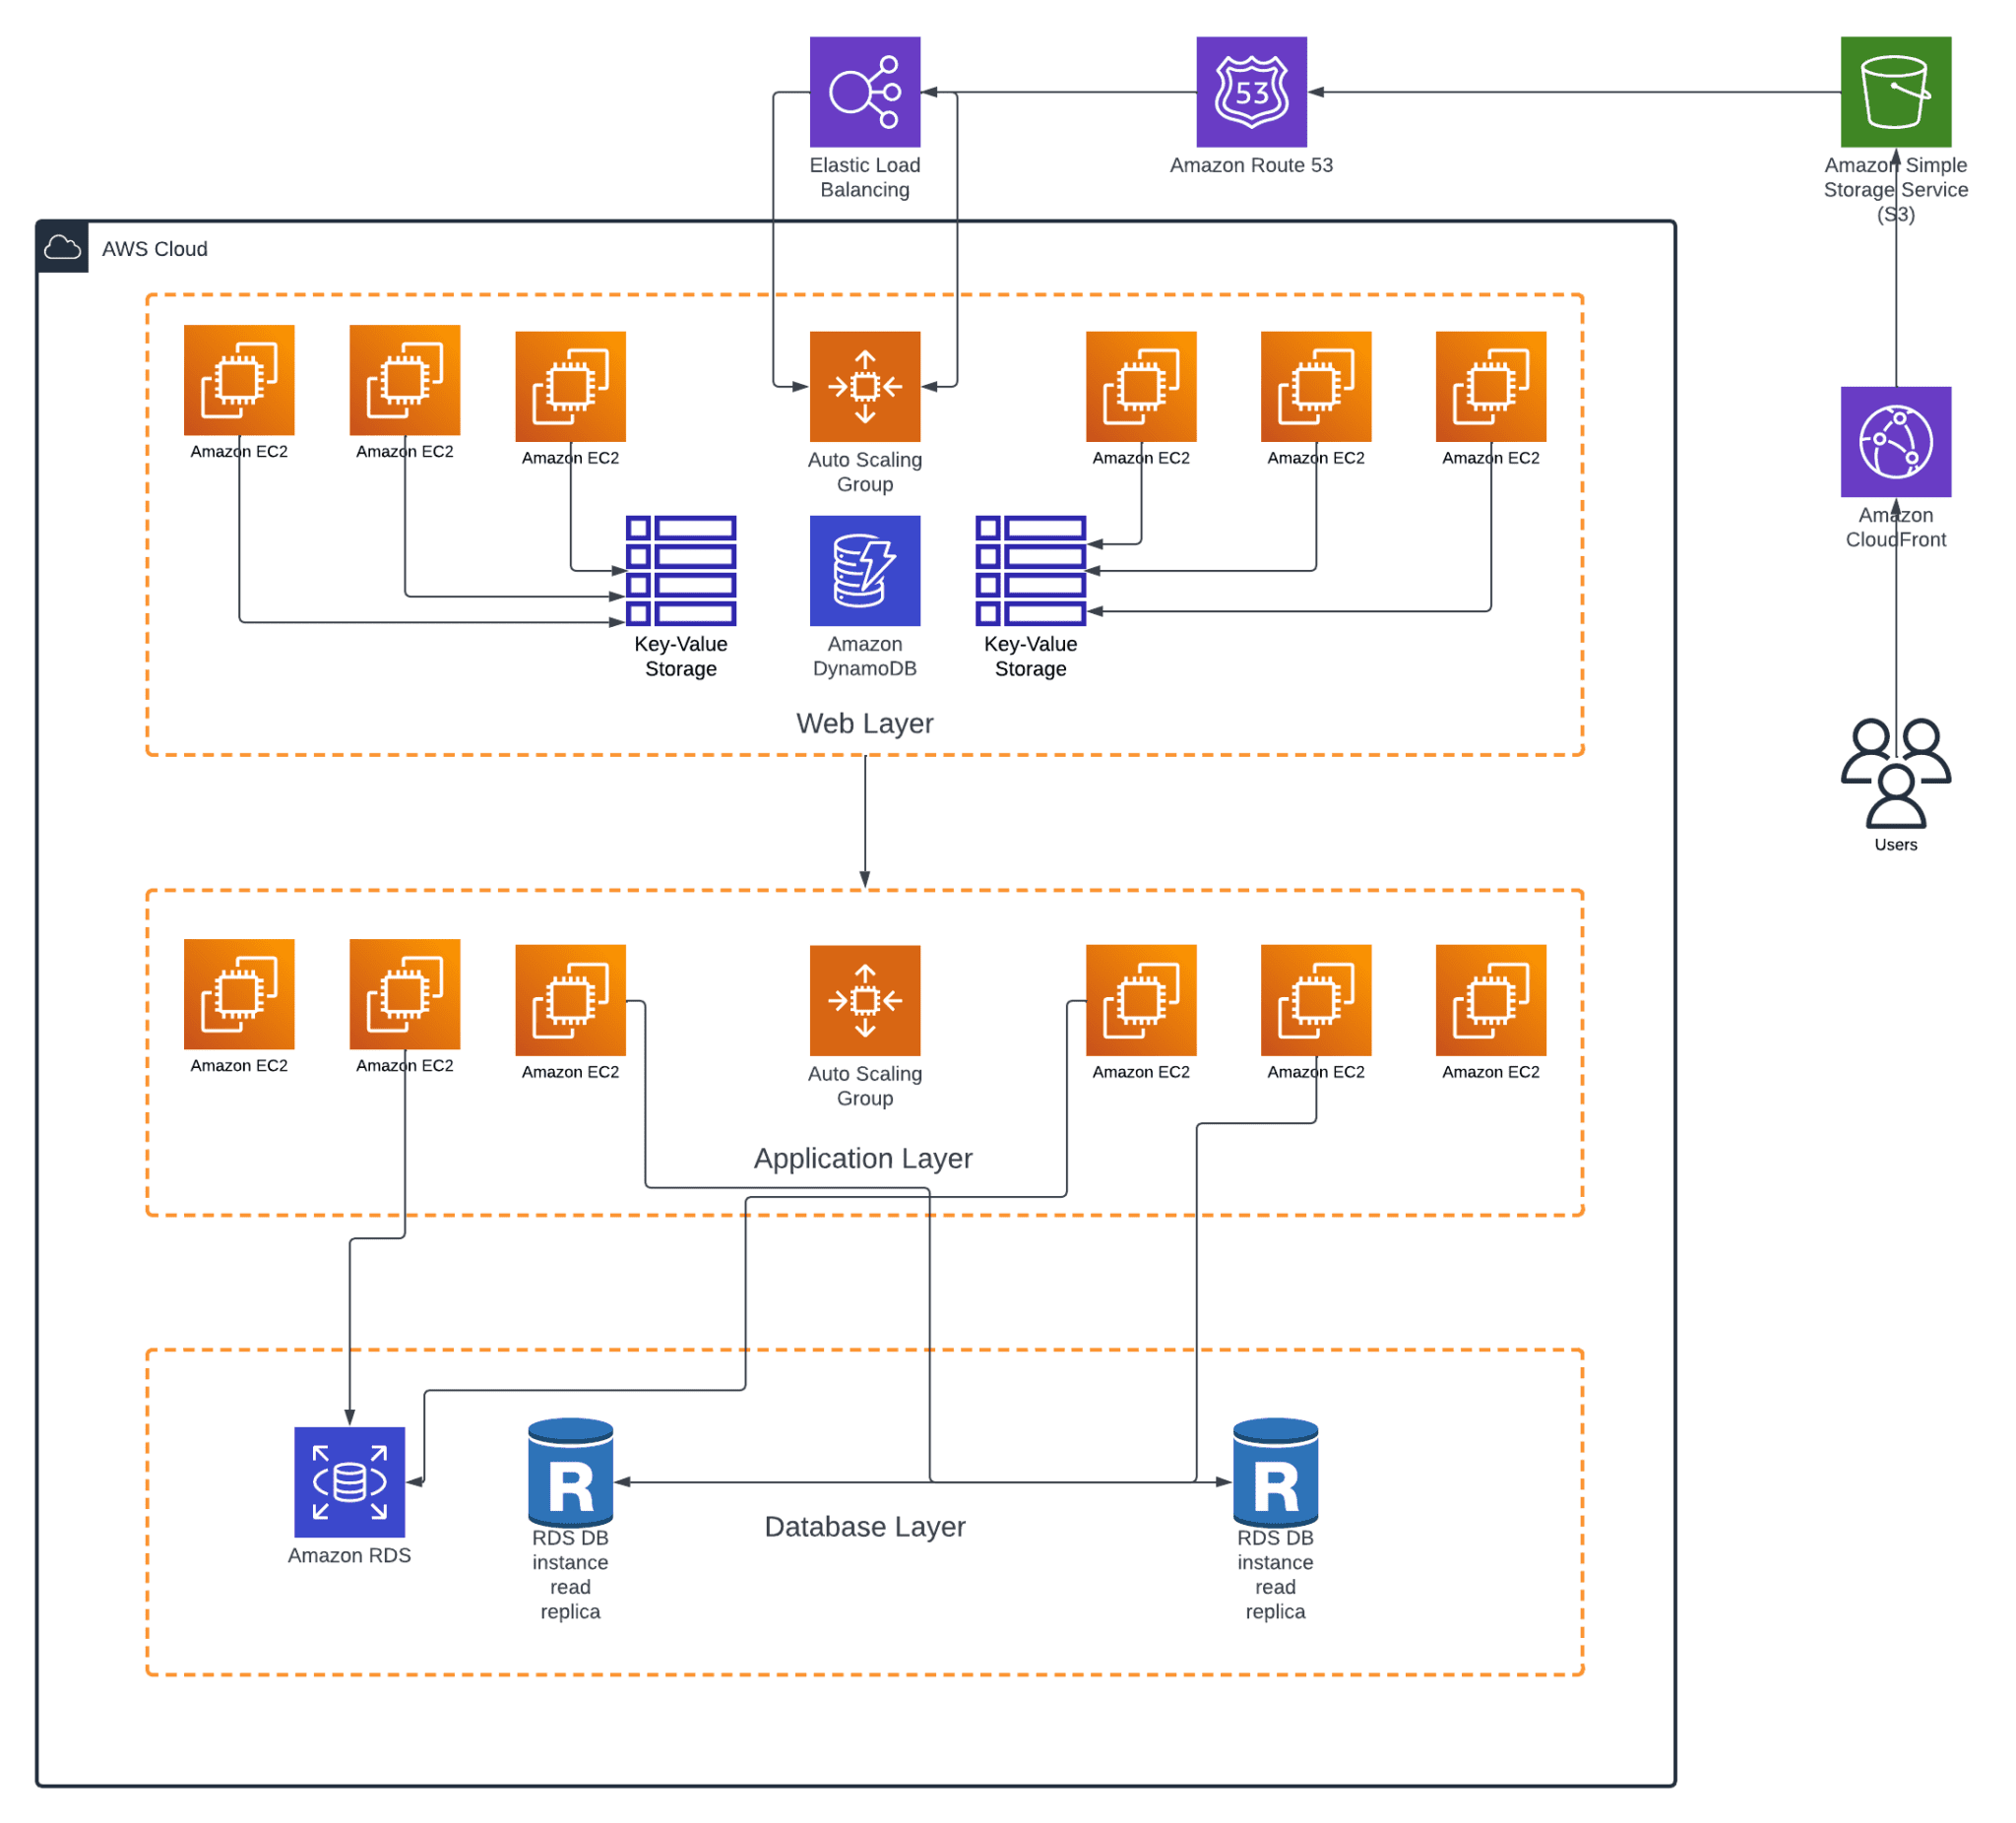 Elastic Load
Balancing
53
Amazon Route 53
Amazon Simple
Storage Service
(S3)
AWS Cloud
Amazon EC2
Amazon EC2
Amazon EC2
Auto Scaling
Group
Amazon EC2
Amazon EC2
Amazon EC2
Amazon
CloudFront
Key-Value
Storage
Amazon
DynamoDB
Key-Value
Storage
Web Layer
Users
Amazon EC2
Amazon EC2
Amazon EC2
Auto Scaling
Group
Amazon EC2
Amazon EC2
Amazon EC2
Application Layer
Amazon RDS
R
RDS DB
instance
read
replica
Database Layer
R
RDS DB
instance
read
replica